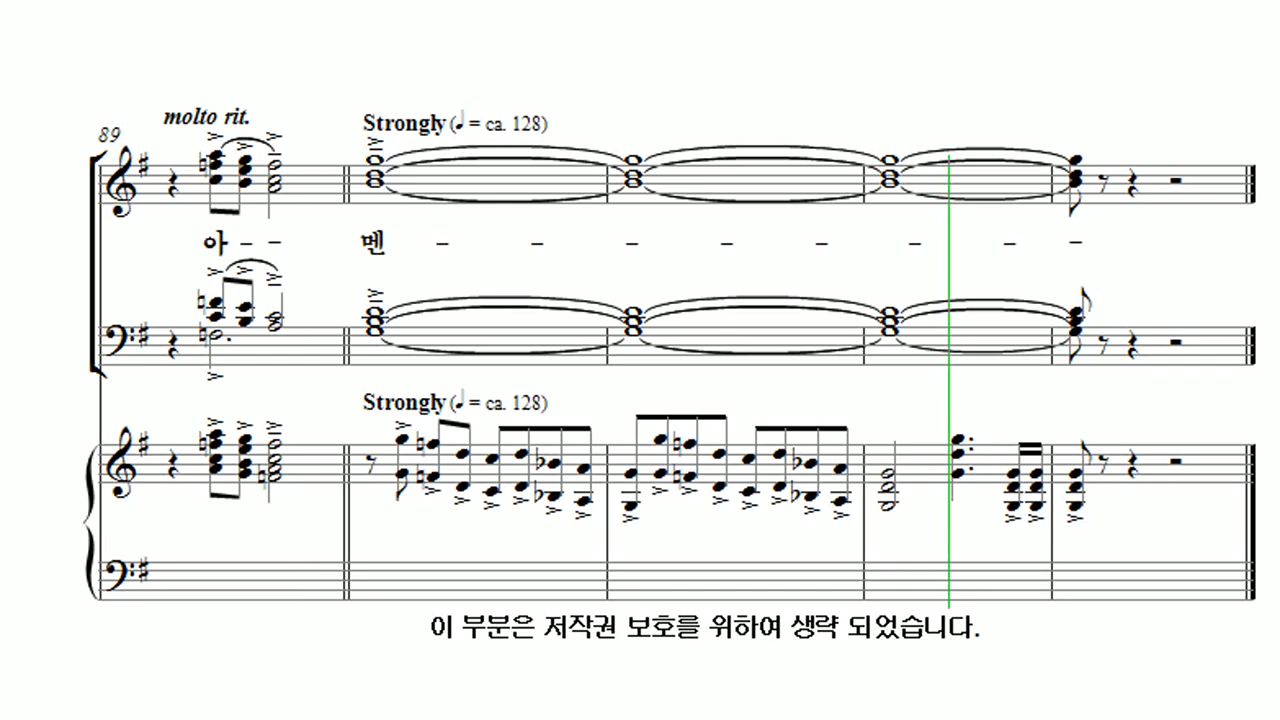 molto rit.
89
Strongly (♩ = ca. 128)
아 - - 멘 - - - - - - - -
Strongly (♩ = ca. 128)
이 부분은 저작권 보호를 위하여 생략 되었습니다.